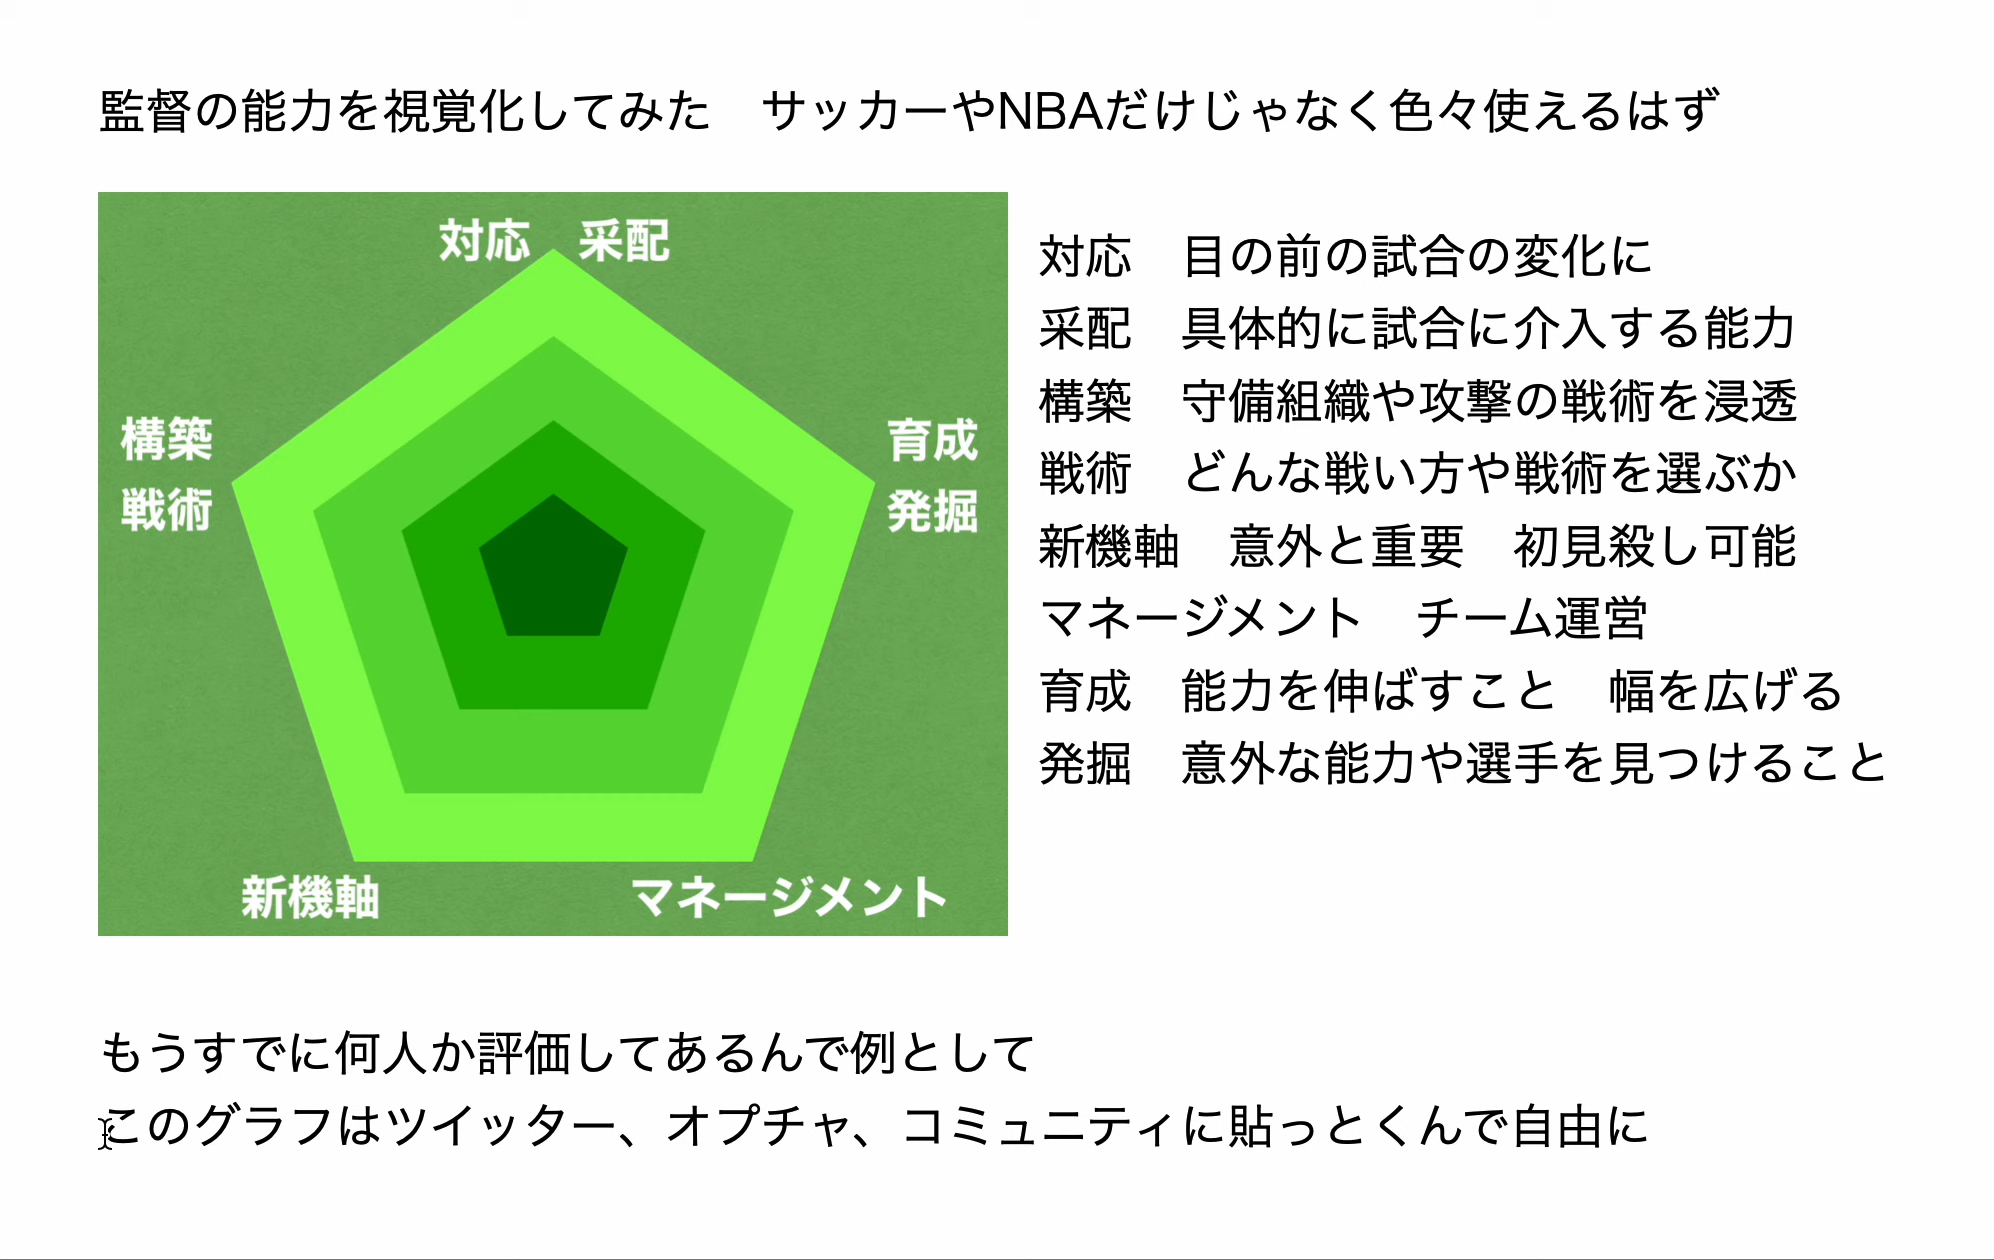 監督の能力を視覚化してみた　サッカーやNBAだけじゃなく色々使えるはず
対応　采配
構築
戦術
育成
発掘
新機軸
マネージメント
対応　目の前の試合の変化に
采配　具体的に試合に介入する能力
構築　守備組織や攻撃の戦術を浸透
戦術　どんな戦い方や戦術を選ぶか
新機軸　意外と重要　初見殺し可能
マネージメント　チーム運営
育成　能力を伸ばすこと　幅を広げる
発掘　意外な能力や選手を見つけること
もうすでに何人か評価してあるんで例として
このグラフはツイッター、オプチャ、コミュニティに貼っとくんで自由に